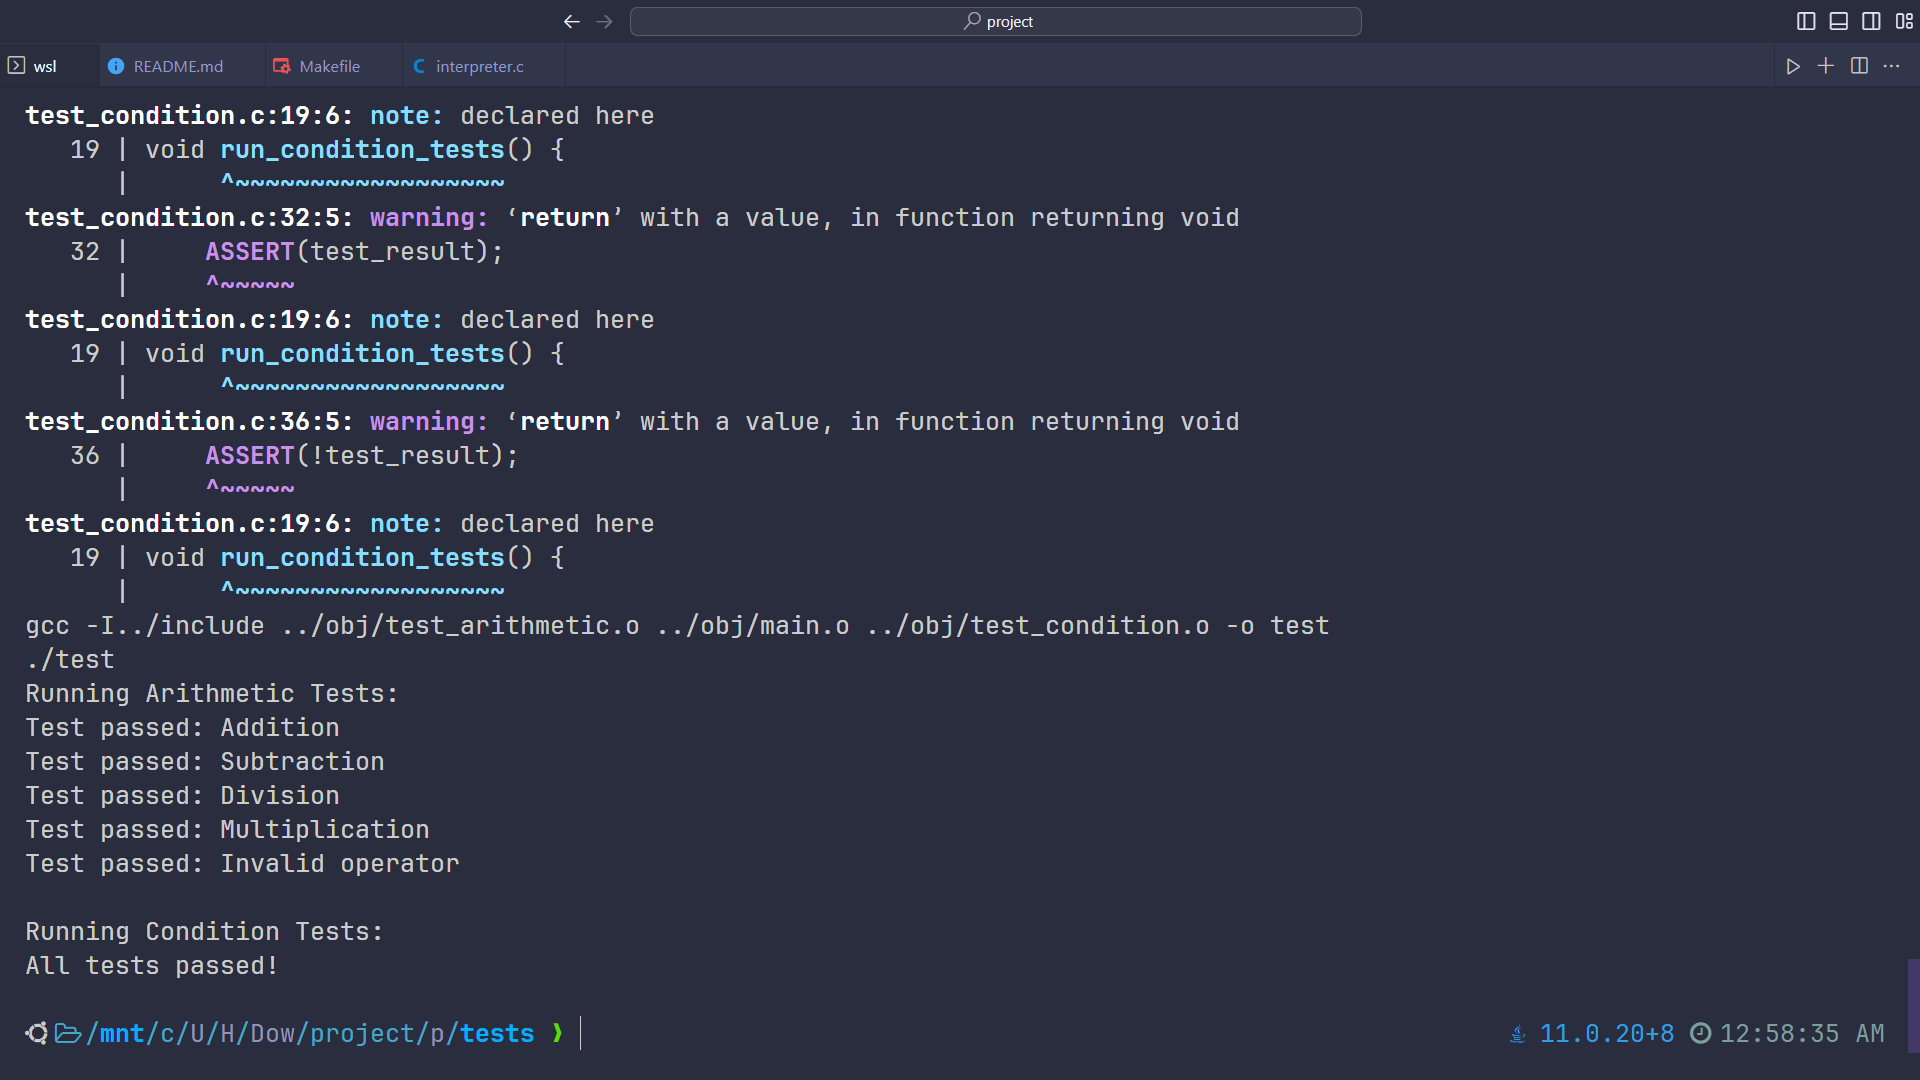 project
wsl README.md Makefile C interpreter.c
test_condition.c:19:6: note: declared here
   19 | void run_condition_tests() {
      |      ^~~~~~~~~~~~~~~~~~~
test_condition.c:32:5: warning: ‘return’ with a value, in function returning void
   32 |     ASSERT(test_result);
      |     ^~~~~~
test_condition.c:19:6: note: declared here
   19 | void run_condition_tests() {
      |      ^~~~~~~~~~~~~~~~~~~
test_condition.c:36:5: warning: ‘return’ with a value, in function returning void
   36 |     ASSERT(!test_result);
      |     ^~~~~~
test_condition.c:19:6: note: declared here
   19 | void run_condition_tests() {
      |      ^~~~~~~~~~~~~~~~~~~
gcc -I../include ../obj/test_arithmetic.o ../obj/main.o ../obj/test_condition.o -o test
./test
Running Arithmetic Tests:
Test passed: Addition
Test passed: Subtraction
Test passed: Division
Test passed: Multiplication
Test passed: Invalid operator
Running Condition Tests:
All tests passed!
/mnt/c/U/H/Dow/project/p/tests ❱ 11.0.20+8 12:58:35 AM